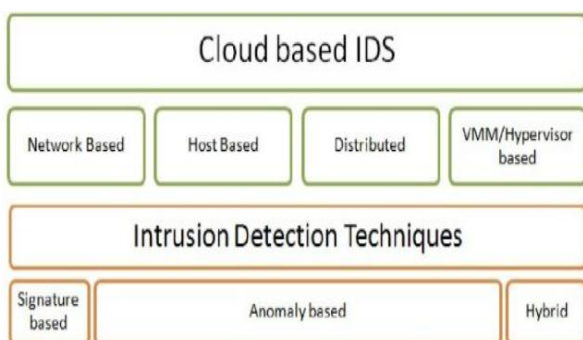 Cloud based IDS
Network Based
Host Based
Distributed
VMM/Hypervisor
based
Intrusion Detection Techniques
Signature
based
Anomaly based
Hybrid